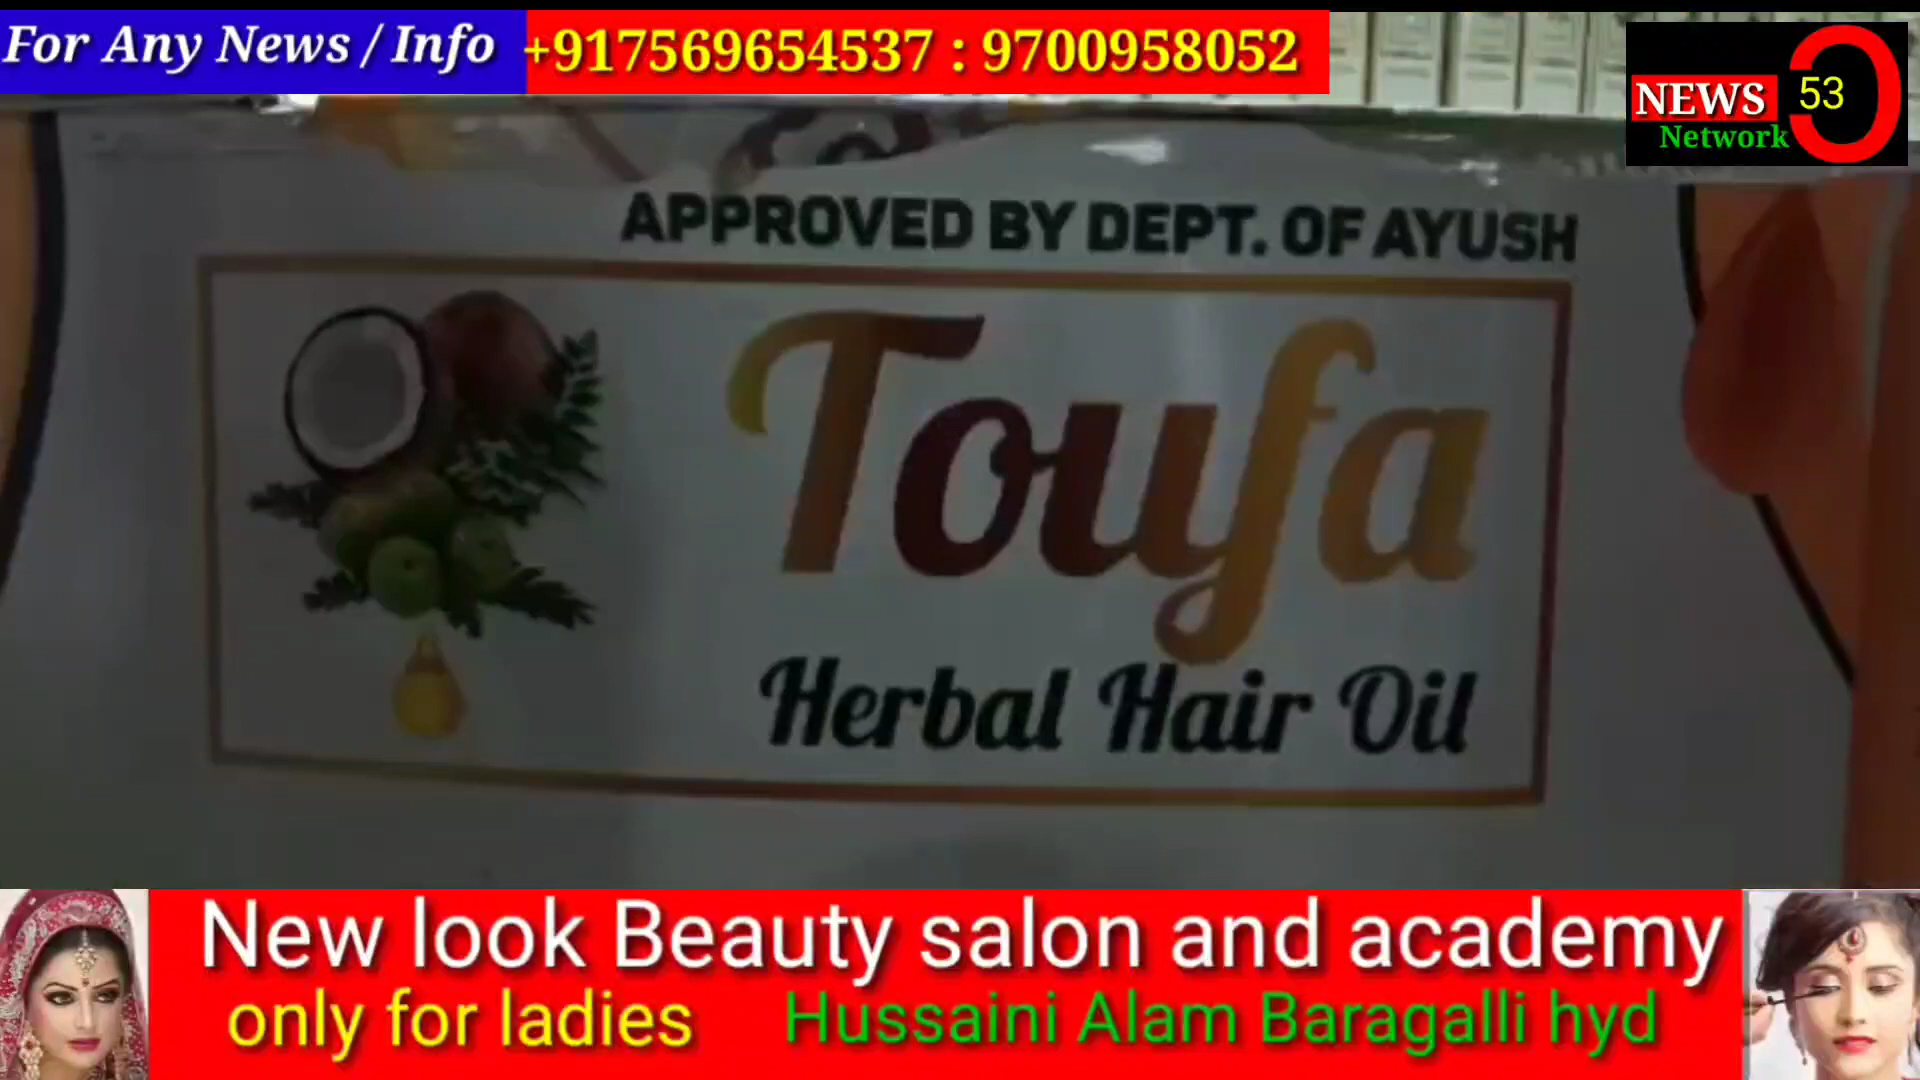 For Any News / Info
+917569654537 : 9700958052
NEWS 53
Network
APPROVED BY DEPT. OF AYUSH
Toufa
Herbal Hair Oil
New look Beauty salon and academy
only for ladies Hussaini Alam Baragalli hyd